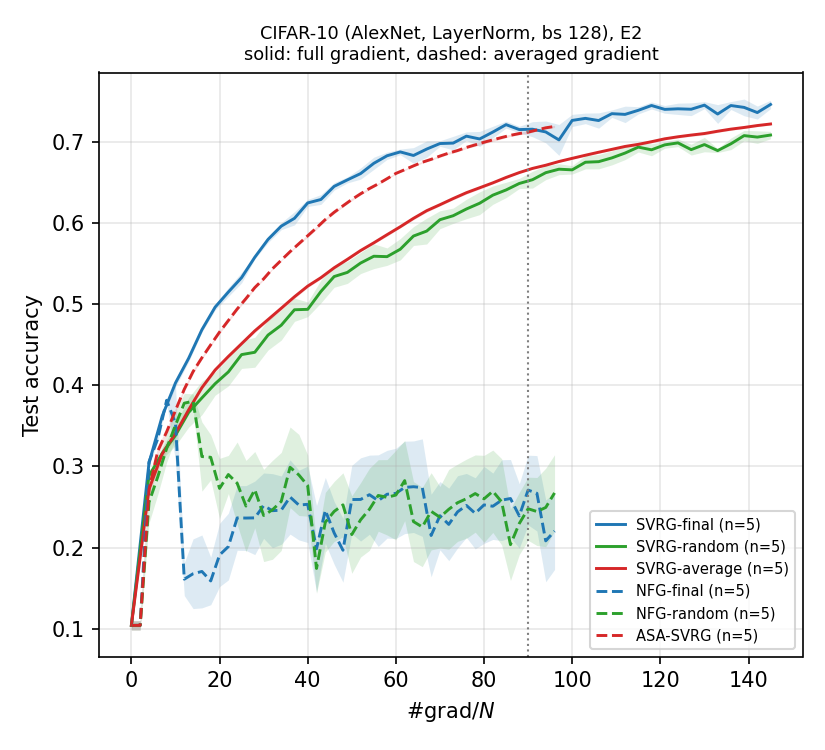 CIFAR-10 (AlexNet, LayerNorm, bs 128), E2
solid: full gradient, dashed: averaged gradient
Test accuracy
0.7
0.6
0.5
0.4
0.3
0.2
0.1
SVRG-final (n=5)
SVRG-random (n=5)
SVRG-average (n=5)
NFG-final (n=5)
NFG-random (n=5)
ASA-SVRG (n=5)
0 20 40 60 80 100 120 140
#grad/N